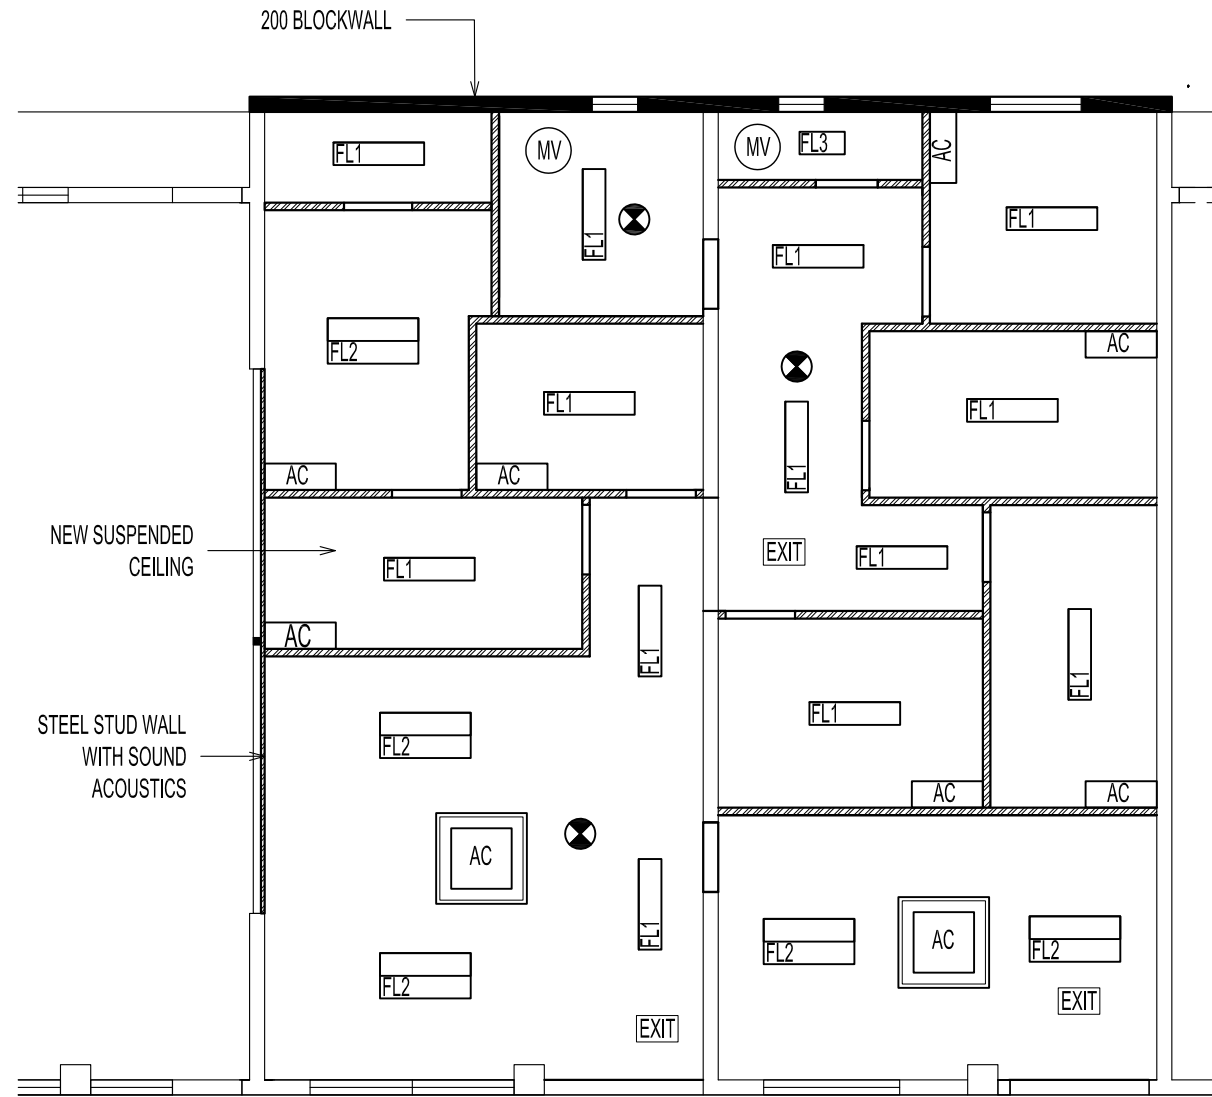 200 BLOCKWALL
FL1
MV
MV
FL3
AC
FL1
FL1
FL1
FL2
AC
FL1
FL1
AC
AC
FL1
NEW SUSPENDED
CEILING
FL1
EXIT
FL1
AC
FL1
FL1
FL1
STEEL STUD WALL
WITH SOUND
ACOUSTICS
FL2
AC
AC
AC
FL1
FL2
AC
FL2
FL2
EXIT
EXIT